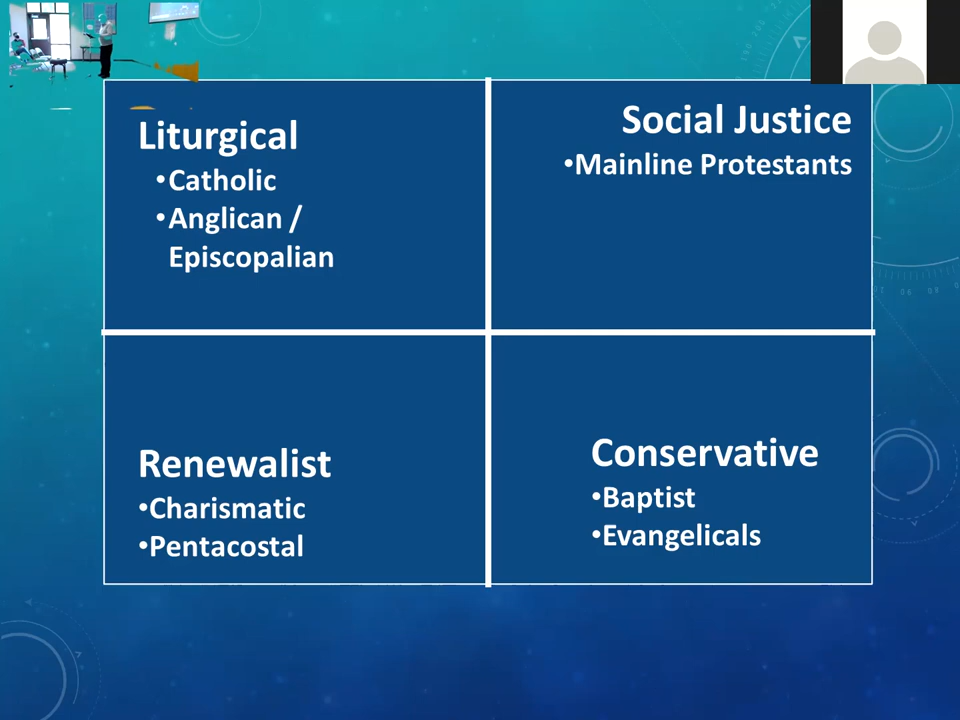 Liturgical
•Catholic
•Anglican /
Episcopalian
Social Justice
•Mainline Protestants
Renewalist
•Charismatic
•Pentacostal
Conservative
•Baptist
•Evangelicals